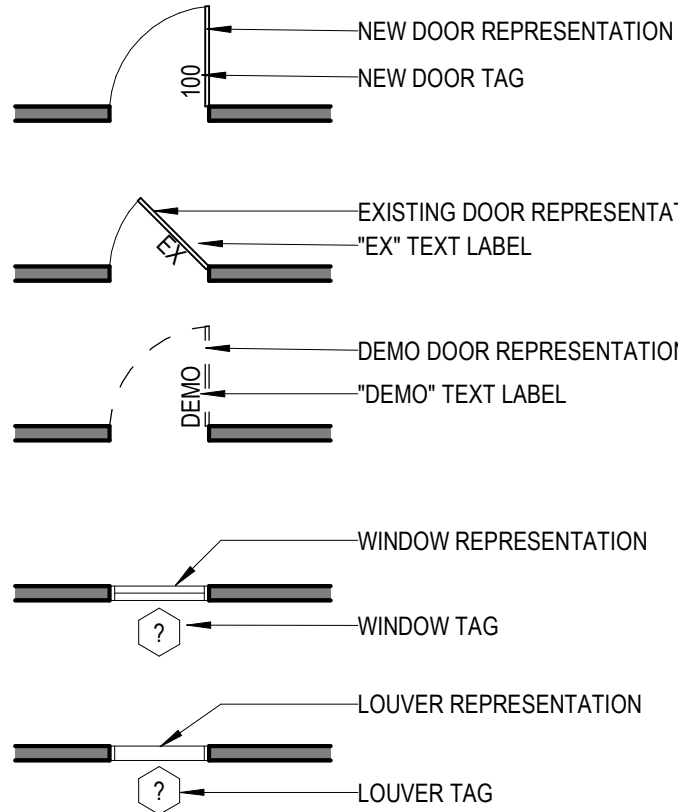 NEW DOOR REPRESENTATION
100
NEW DOOR TAG
EXISTING DOOR
EX
"EX" TEXT LABEL
DEMO DOOR REPRESENTATION
DEMO
"DEMO" TEXT LABEL
WINDOW REPRESENTATION
?
WINDOW TAG
LOUVER REPRESENTATION
?
LOUVER TAG